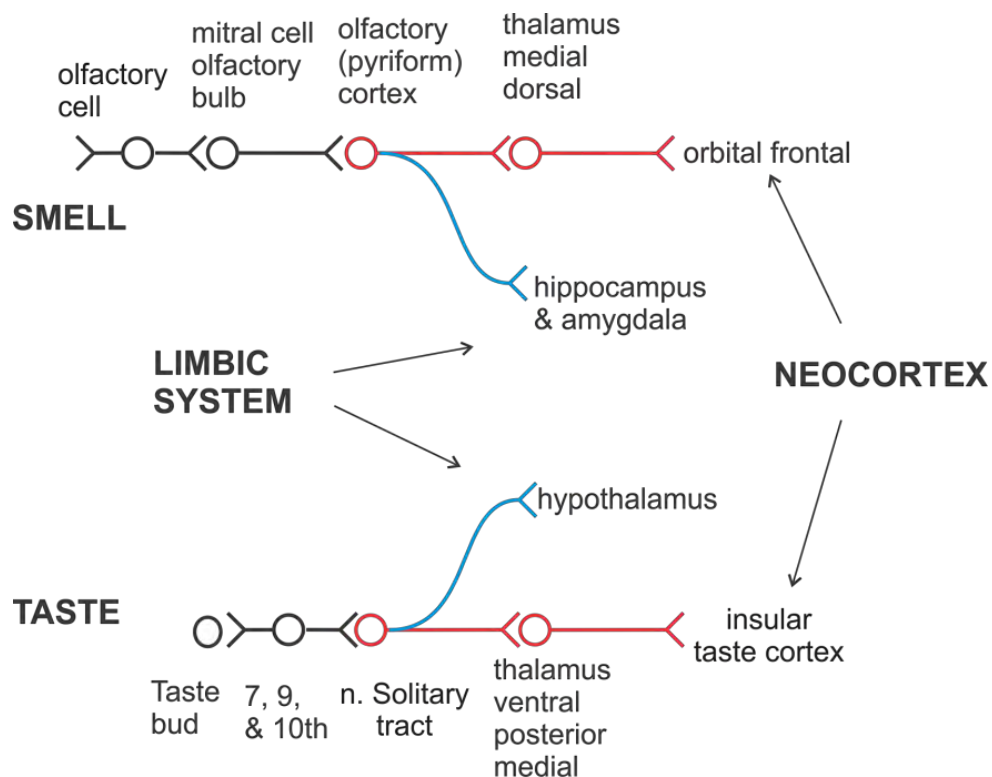 olfactory
cell
mitral cell
olfactory
bulb
olfactory
(pyriform)
cortex
thalamus
medial
dorsal
orbital frontal
SMELL
hippocampus
& amygdala
LIMBIC
SYSTEM
NEOCORTEX
hypothalamus
TASTE
insular
taste cortex
Taste
bud
7, 9,
& 10th
n. Solitary
tract
thalamus
ventral
posterior
medial